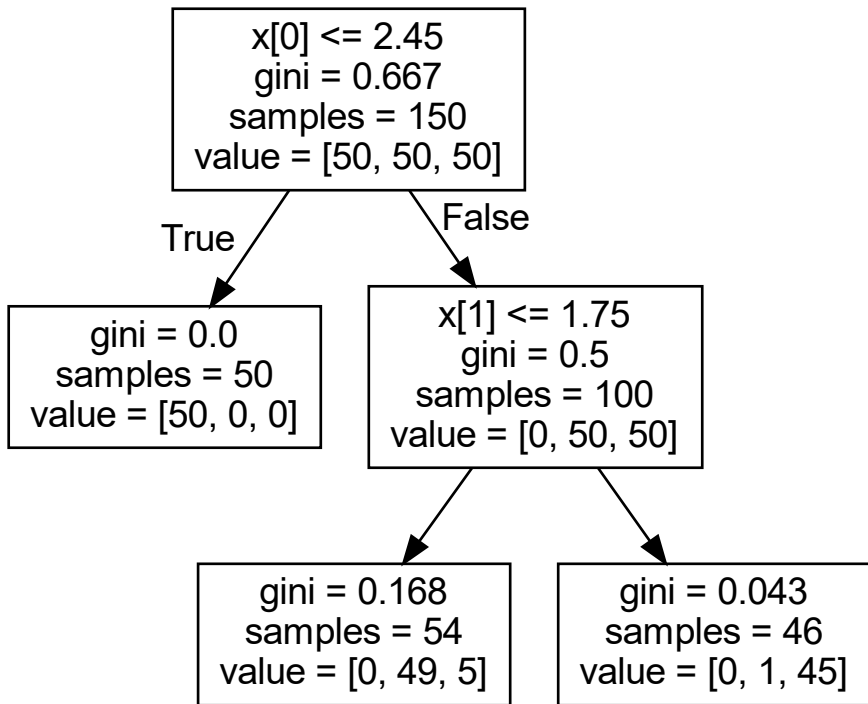 x[0] <= 2.45
gini = 0.667
samples = 150
value = [50, 50, 50]
True
False
gini = 0.0
samples = 50
value = [50, 0, 0]
x[1] <= 1.75
gini = 0.5
samples = 100
value = [0, 50, 50]
gini = 0.168
samples = 54
value = [0, 49, 5]
gini = 0.043
samples = 46
value = [0, 1, 45]